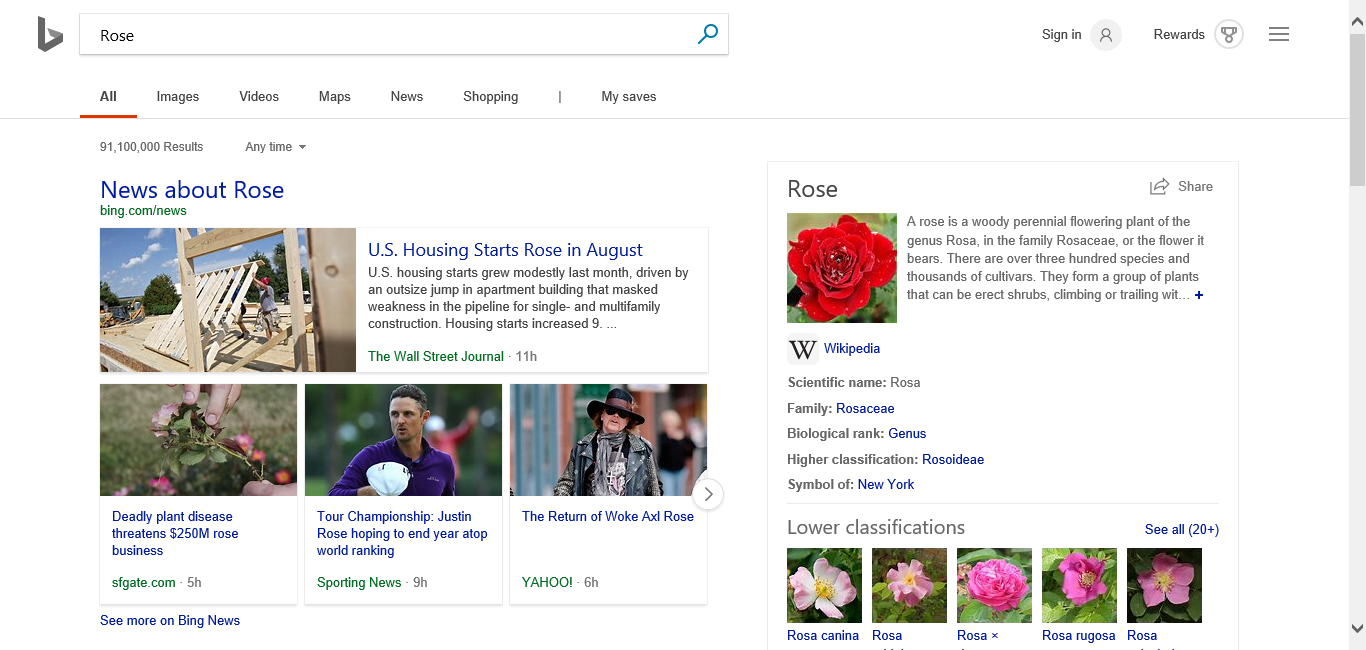 Rose
Sign in
Rewards
All
Images
Videos
Maps
News
Shopping
|
My saves
91,100,000 Results
Any time
News about Rose
bing.com/news
U.S. Housing Starts Rose in August
U.S. housing starts grew modestly last month, driven by
an outsize jump in apartment building that masked
weakness in the pipeline for single- and multifamily
construction. Housing starts increased 9. ...
The Wall Street Journal · 11h
Deadly plant disease
threatens $250M rose
business
sfgate.com · 5h
Tour Championship: Justin
Rose hoping to end year atop
world ranking
Sporting News · 9h
The Return of Woke Axl Rose
YAHOO! · 6h
See more on Bing News
Rose
Share
A rose is a woody perennial flowering plant of the
genus Rosa, in the family Rosaceae, or the flower it
bears. There are over three hundred species and
thousands of cultivars. They form a group of plants
that can be erect shrubs, climbing or trailing wit... +
W Wikipedia
Scientific name: Rosa
Family: Rosaceae
Biological rank: Genus
Higher classification: Rosoideae
Symbol of: New York
Lower classifications
See all (20+)
Rosa canina
Rosa
Rosa ×
Rosa rugosa
Rosa